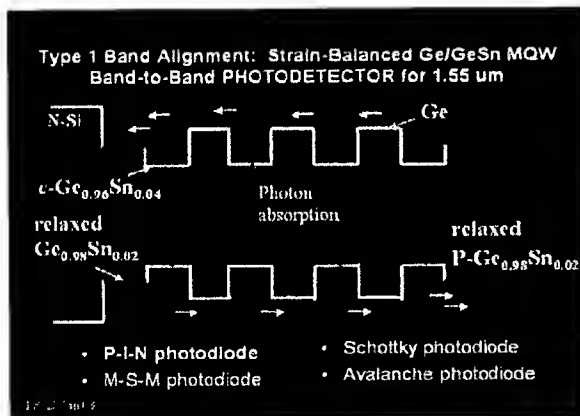 Type 1 Band Alignment: Strain-Balanced Ge/GeSn MQW
Band-to-Band PHOTODETECTOR for 1.55 um
N-Si
Ge
ε-Ge0.96Sn0.04
Photon
absorption
relaxed
Ge0.98Sn0.02
relaxed
P-Ge0.98Sn0.02
• P-I-N photodiode
• M-S-M photodiode
• Schottky photodiode
• Avalanche photodiode